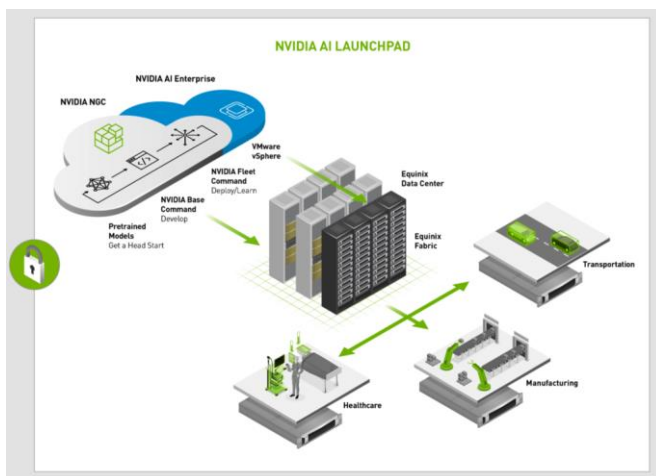 NVIDIA AI LAUNCHPAD
NVIDIA AI Enterprise
NVIDIA NGC
VMware
vSphere
NVIDIA Fleet
Command
Deploy/Learn
NVIDIA Base
Command
Develop
Pretrained
Models
Get a Head Start
Equinix
Data Center
Equinix
Fabric
Transportation
Manufacturing
Healthcare